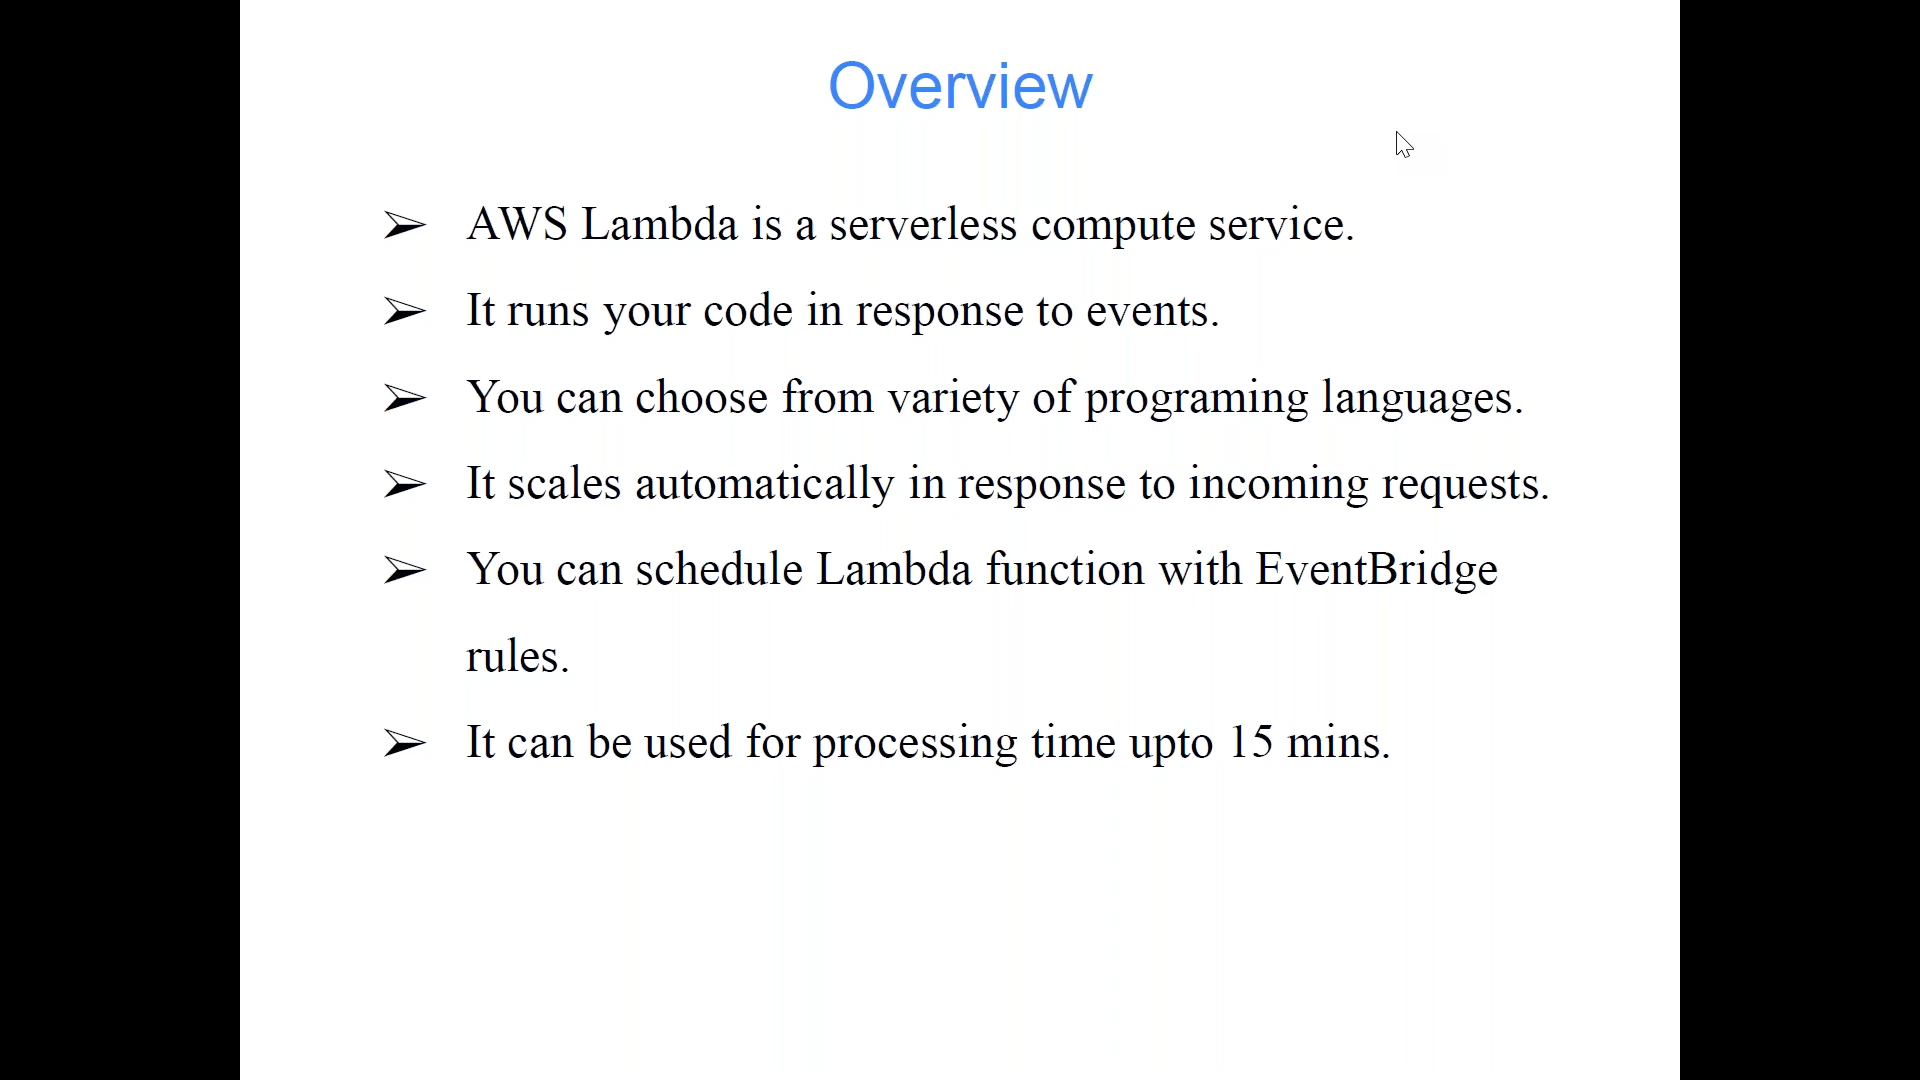 Overview
➢ AWS Lambda is a serverless compute service.
➢ It runs your code in response to events.
➢ You can choose from variety of programing languages.
➢ It scales automatically in response to incoming requests.
➢ You can schedule Lambda function with EventBridge
rules.
➢ It can be used for processing time upto 15 mins.